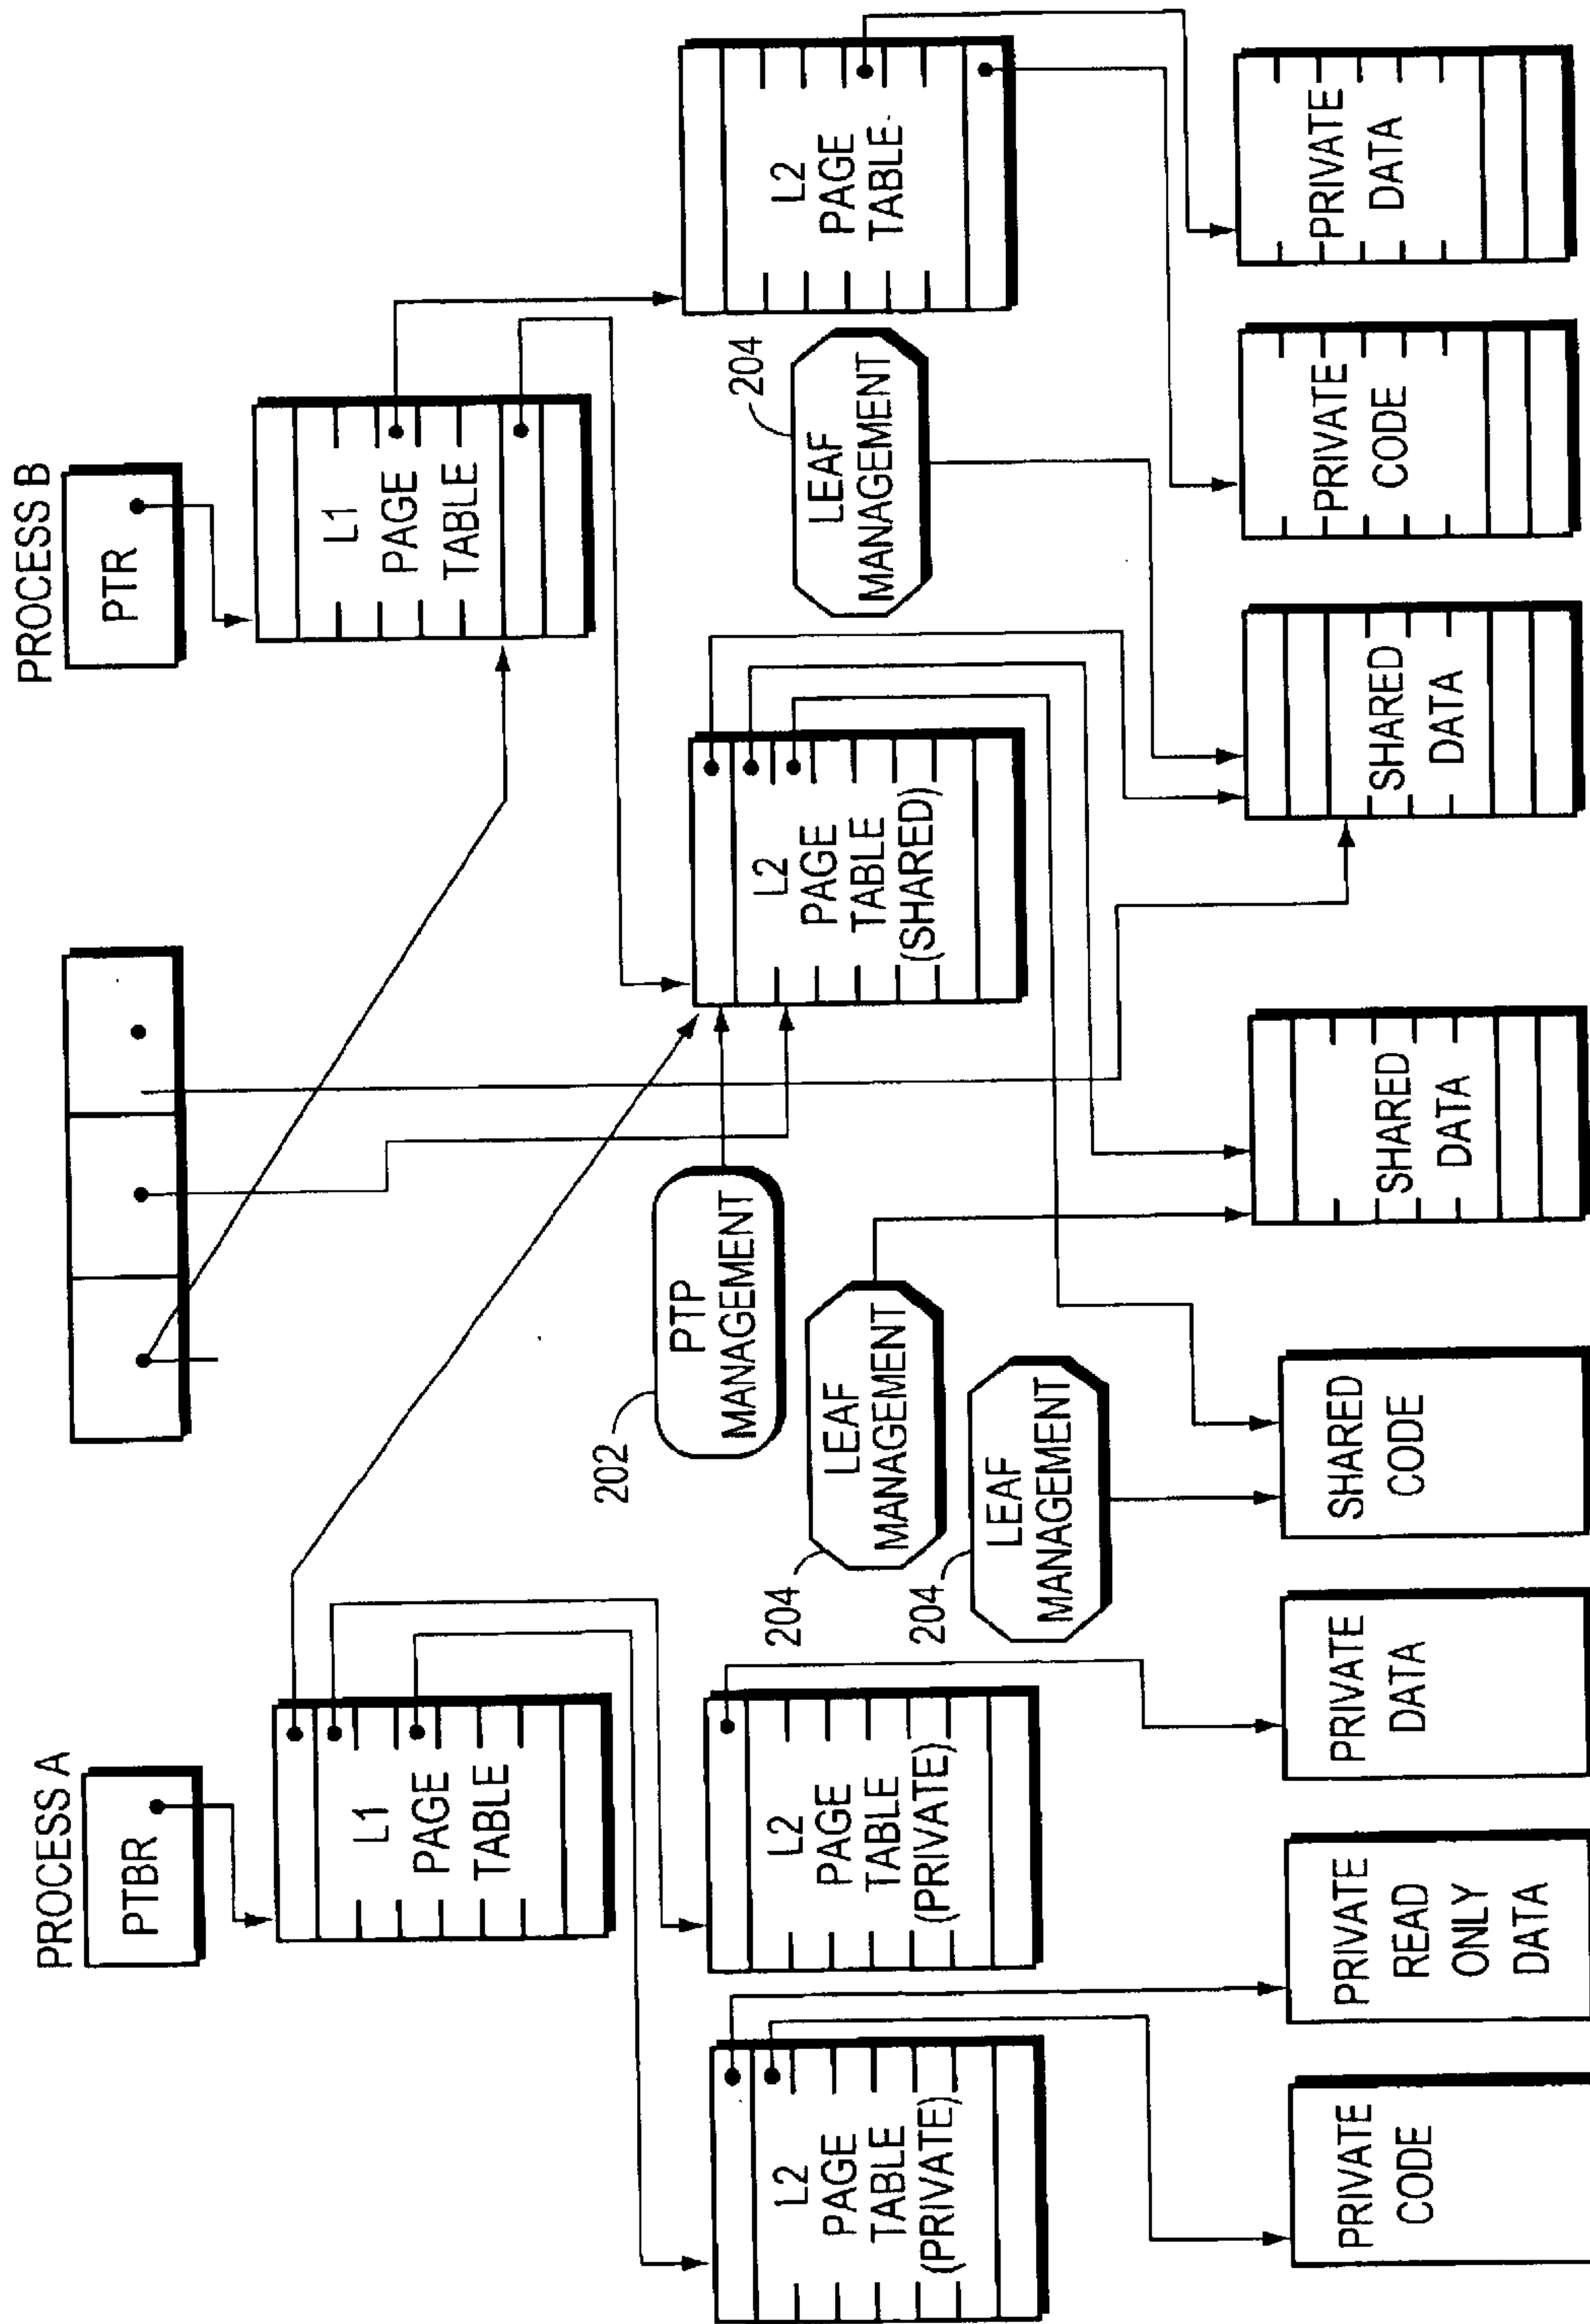 PROCESS A
PTBR
PROCESS B
PTR
L1
PAGE
TABLE
L1
PAGE
TABLE
L2
PAGE
TABLE
(PRIVATE)
L2
PAGE
TABLE
(PRIVATE)
202
PTP
MANAGEMENT
L2
PAGE
TABLE
(SHARED)
L2
PAGE
TABLE
204
LEAF
MANAGEMENT
204
LEAF
MANAGEMENT
204
LEAF
MANAGEMENT
PRIVATE
CODE
PRIVATE
READ
ONLY
DATA
PRIVATE
DATA
SHARED
CODE
SHARED
DATA
SHARED
DATA
PRIVATE
CODE
PRIVATE
DATA